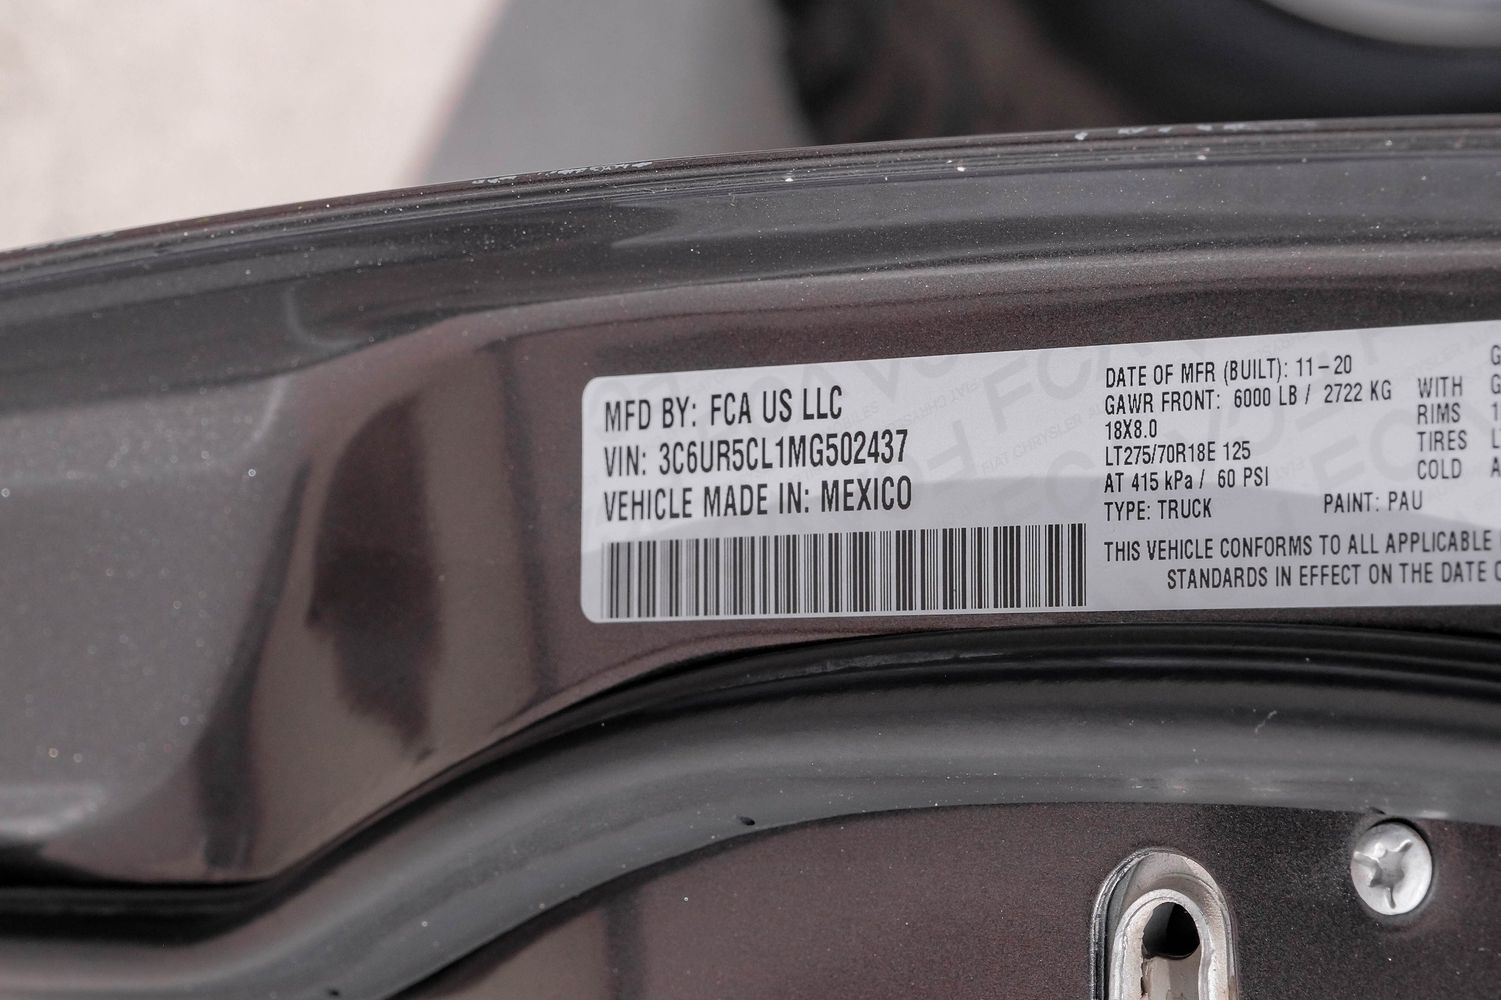 MFD BY: FCA US LLC
VIN: 3C6UR5CL1MG502437
VEHICLE MADE IN: MEXICO
DATE OF MFR (BUILT): 11-20
GAWR FRONT: 6000 LB / 2722 KG WITH
18X8.0 RIMS
LT275/70R18E 125 TIRES
AT 415 kPa / 60 PSI COLD
TYPE: TRUCK PAINT: PAU
THIS VEHICLE CONFORMS TO ALL APPLICABLE
STANDARDS IN EFFECT ON THE DATE